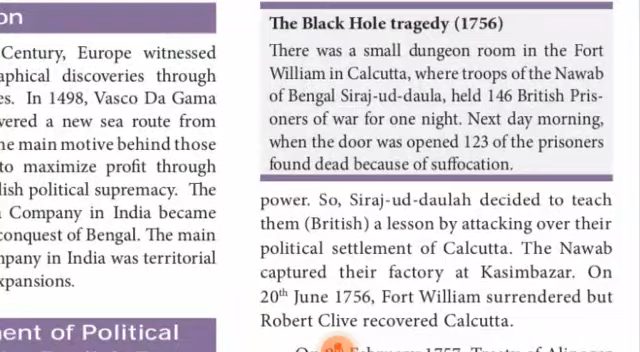 on
Century, Europe witnessed
aphical discoveries through
es. In 1498, Vasco Da Gama
vered a new sea route from
he main motive behind those
to maximize profit through
lish political supremacy. The
Company in India became
conquest of Bengal. The main
mpany in India was territorial
xpansions.
ent of Political
The Black Hole tragedy (1756)
There was a small dungeon room in the Fort
William in Calcutta, where troops of the Nawab
of Bengal Siraj-ud-daula, held 146 British Pris-
oners of war for one night. Next day morning,
when the door was opened 123 of the prisoners
found dead because of suffocation.
power. So, Siraj-ud-daulah decided to teach
them (British) a lesson by attacking over their
political settlement of Calcutta. The Nawab
captured their factory at Kasimbazar. On
20th June 1756, Fort William surrendered but
Robert Clive recovered Calcutta.
On February 1757, Treaty of Alinagar